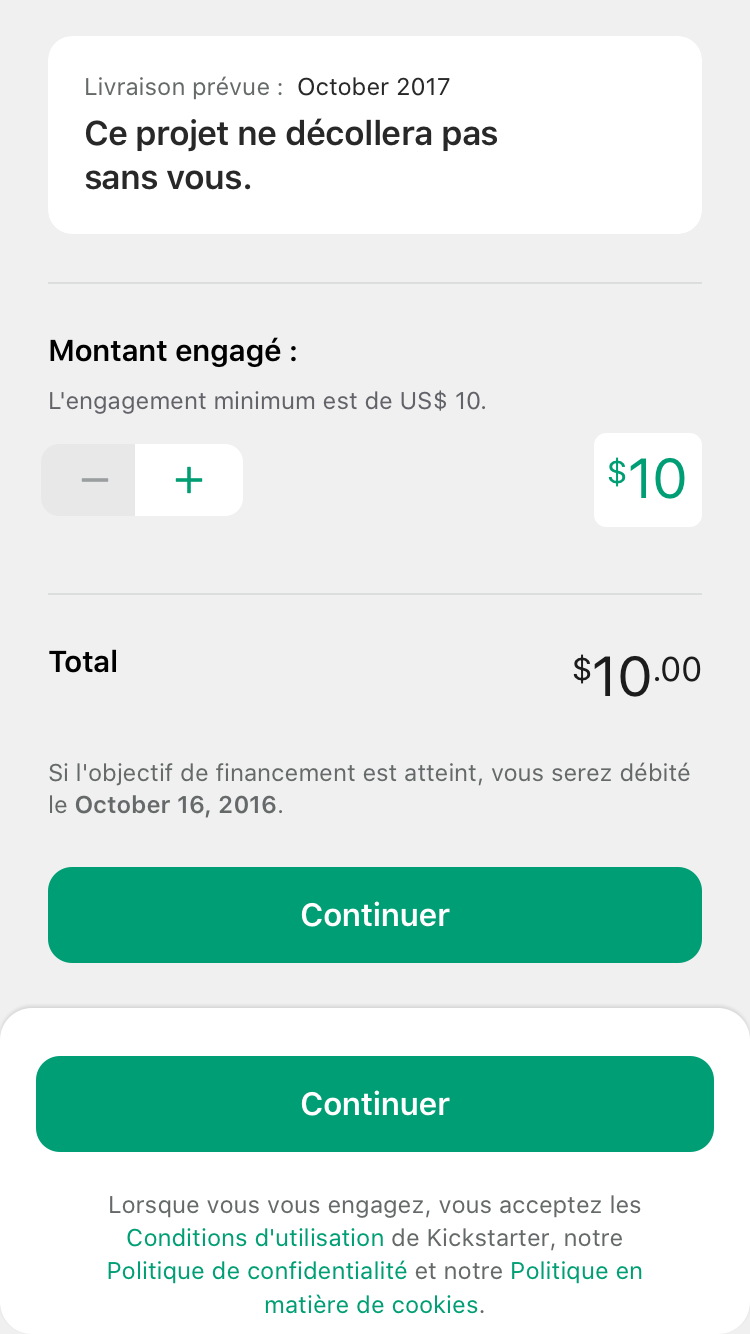 Livraison prévue : October 2017
Ce projet ne décollera pas
sans vous.
Montant engagé :
L'engagement minimum est de US$ 10.
− + $10
Total $10.00
Si l'objectif de financement est atteint, vous serez débité
le October 16, 2016.
Continuer
Continuer
Lorsque vous vous engagez, vous acceptez les
Conditions d'utilisation de Kickstarter, notre
Politique de confidentialité et notre Politique en
matière de cookies.